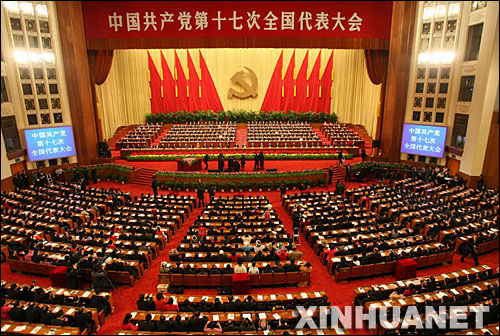 中国共产党第十七次全国代表大会
中国共产党
第十七次
全国代表大会
中国共产党
第十七次
全国代表大会
XINHUANET
XINHUANET